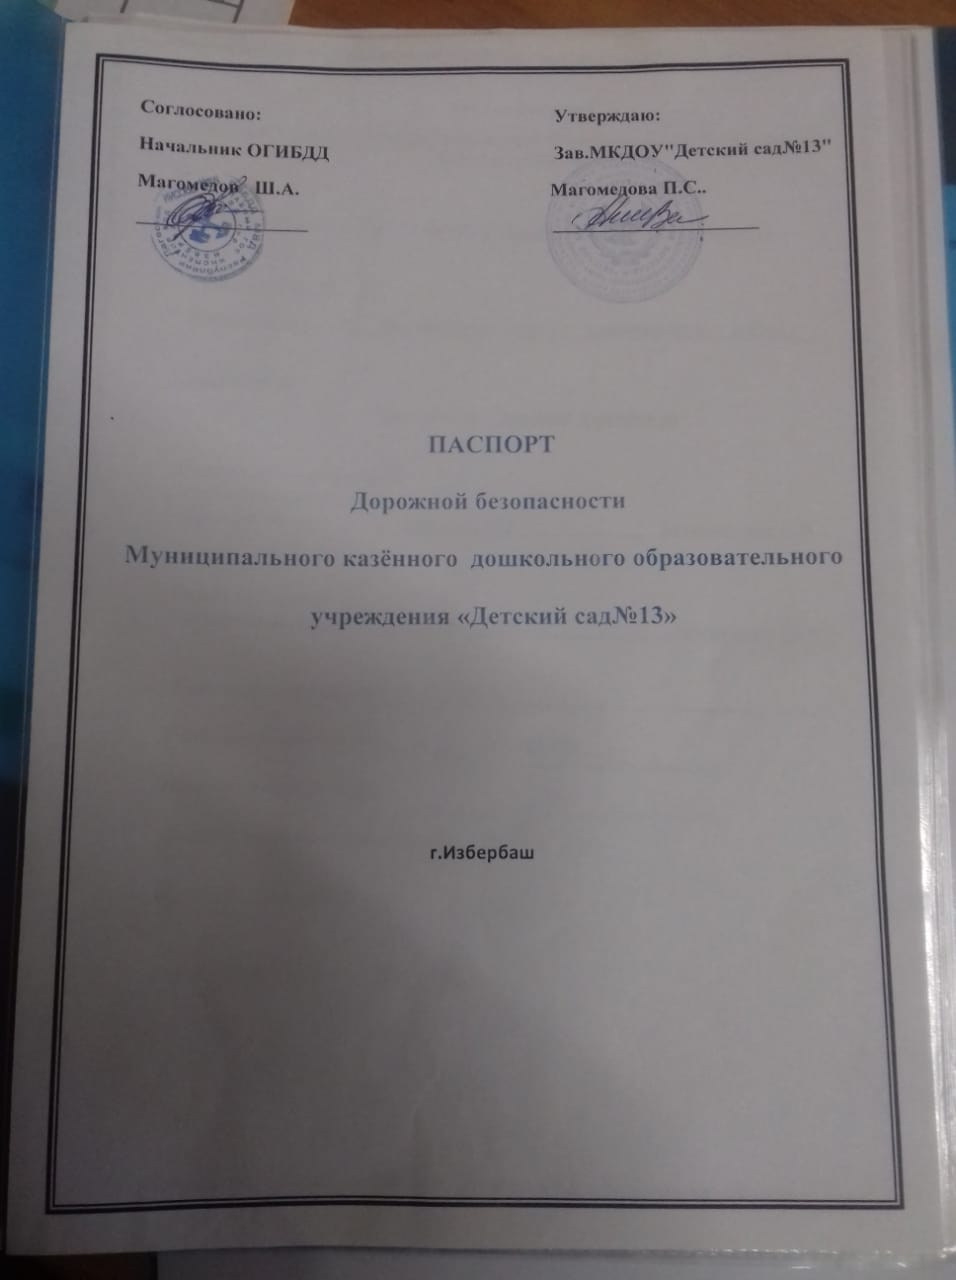 Соглосовано:
Начальник ОГИБДД
Магомедов Ш.А.
Утверждаю:
Зав.МКДОУ"Детский сад№13"
Магомедова П.С..
ПАСПОРТ
Дорожной безопасности
Муниципального казённого дошкольного образовательного
учреждения «Детский сад№13»
г.Избербаш